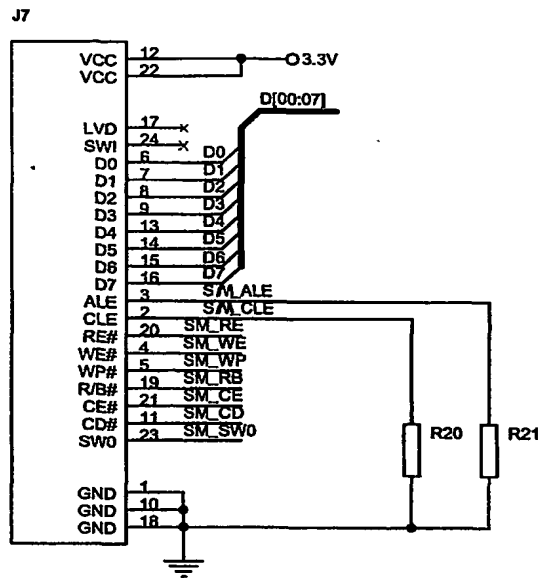 J7
VCC 12
VCC 22 3.3V
D[00:07]
LVD 17
SWI 24
D0 6 D0
D1 7 D1
D2 8 D2
D3 9 D3
D4 13 D4
D5 14 D5
D6 15 D6
D7 16 D7
ALE 3 SM_ALE
CLE 2 SM_CLE
RE# 20 SM_RE
WE# 4 SM_WE
WP# 5 SM_WP
R/B# 19 SM_RB
CE# 21 SM_CE
CD# 11 SM_CD
SW0 23 SM_SW0
R20 R21
GND 1
GND 10
GND 18